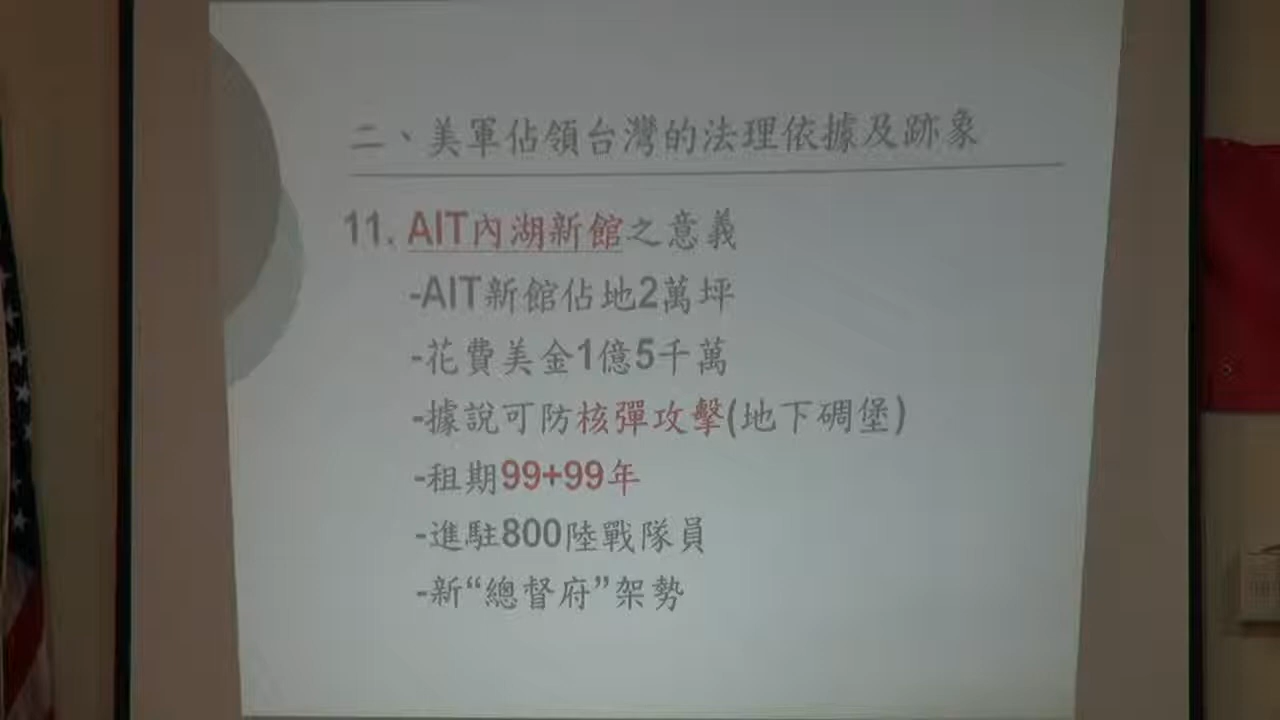 二、美軍佔領台灣的法理依據及跡象
11. AIT內湖新館之意義
-AIT新館佔地2萬坪
-花費美金1億5千萬
-據說可防核彈攻擊(地下碉堡)
-租期99+99年
-進駐800陸戰隊員
-新“總督府”架勢